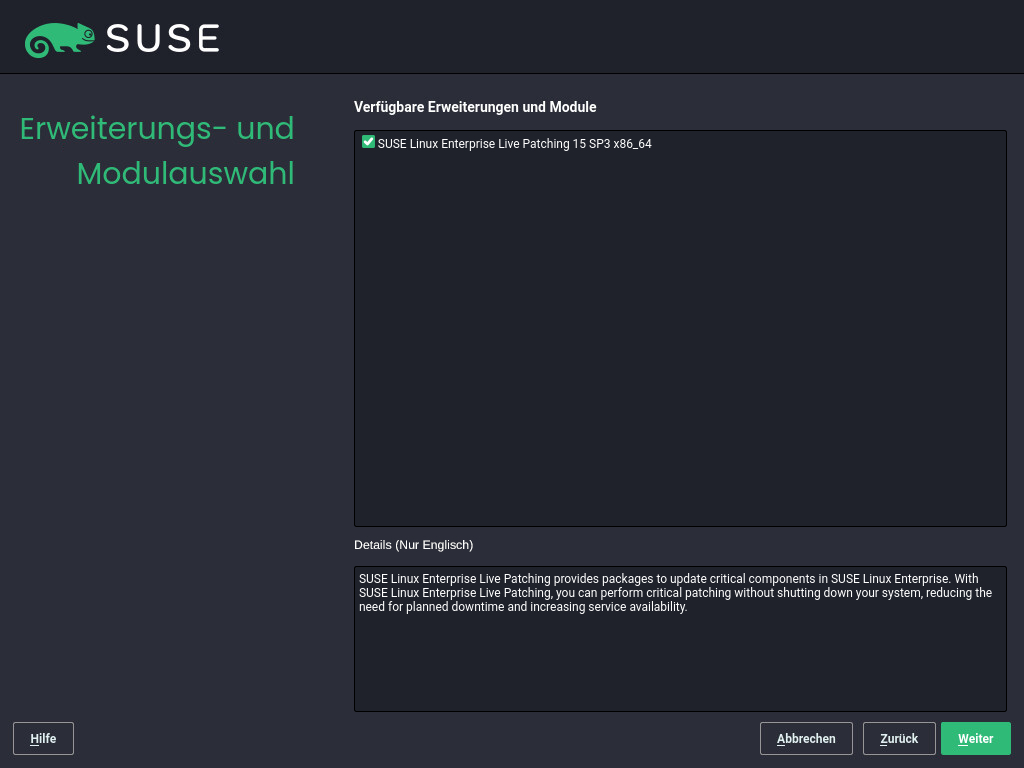 SUSE
Erweiterungs- und
Modulauswahl
Verfügbare Erweiterungen und Module
SUSE Linux Enterprise Live Patching 15 SP3 x86_64
Details (Nur Englisch)
SUSE Linux Enterprise Live Patching provides packages to update critical components in SUSE Linux Enterprise. With
SUSE Linux Enterprise Live Patching, you can perform critical patching without shutting down your system, reducing the
need for planned downtime and increasing service availability.
Hilfe
Abbrechen
Zurück
Weiter